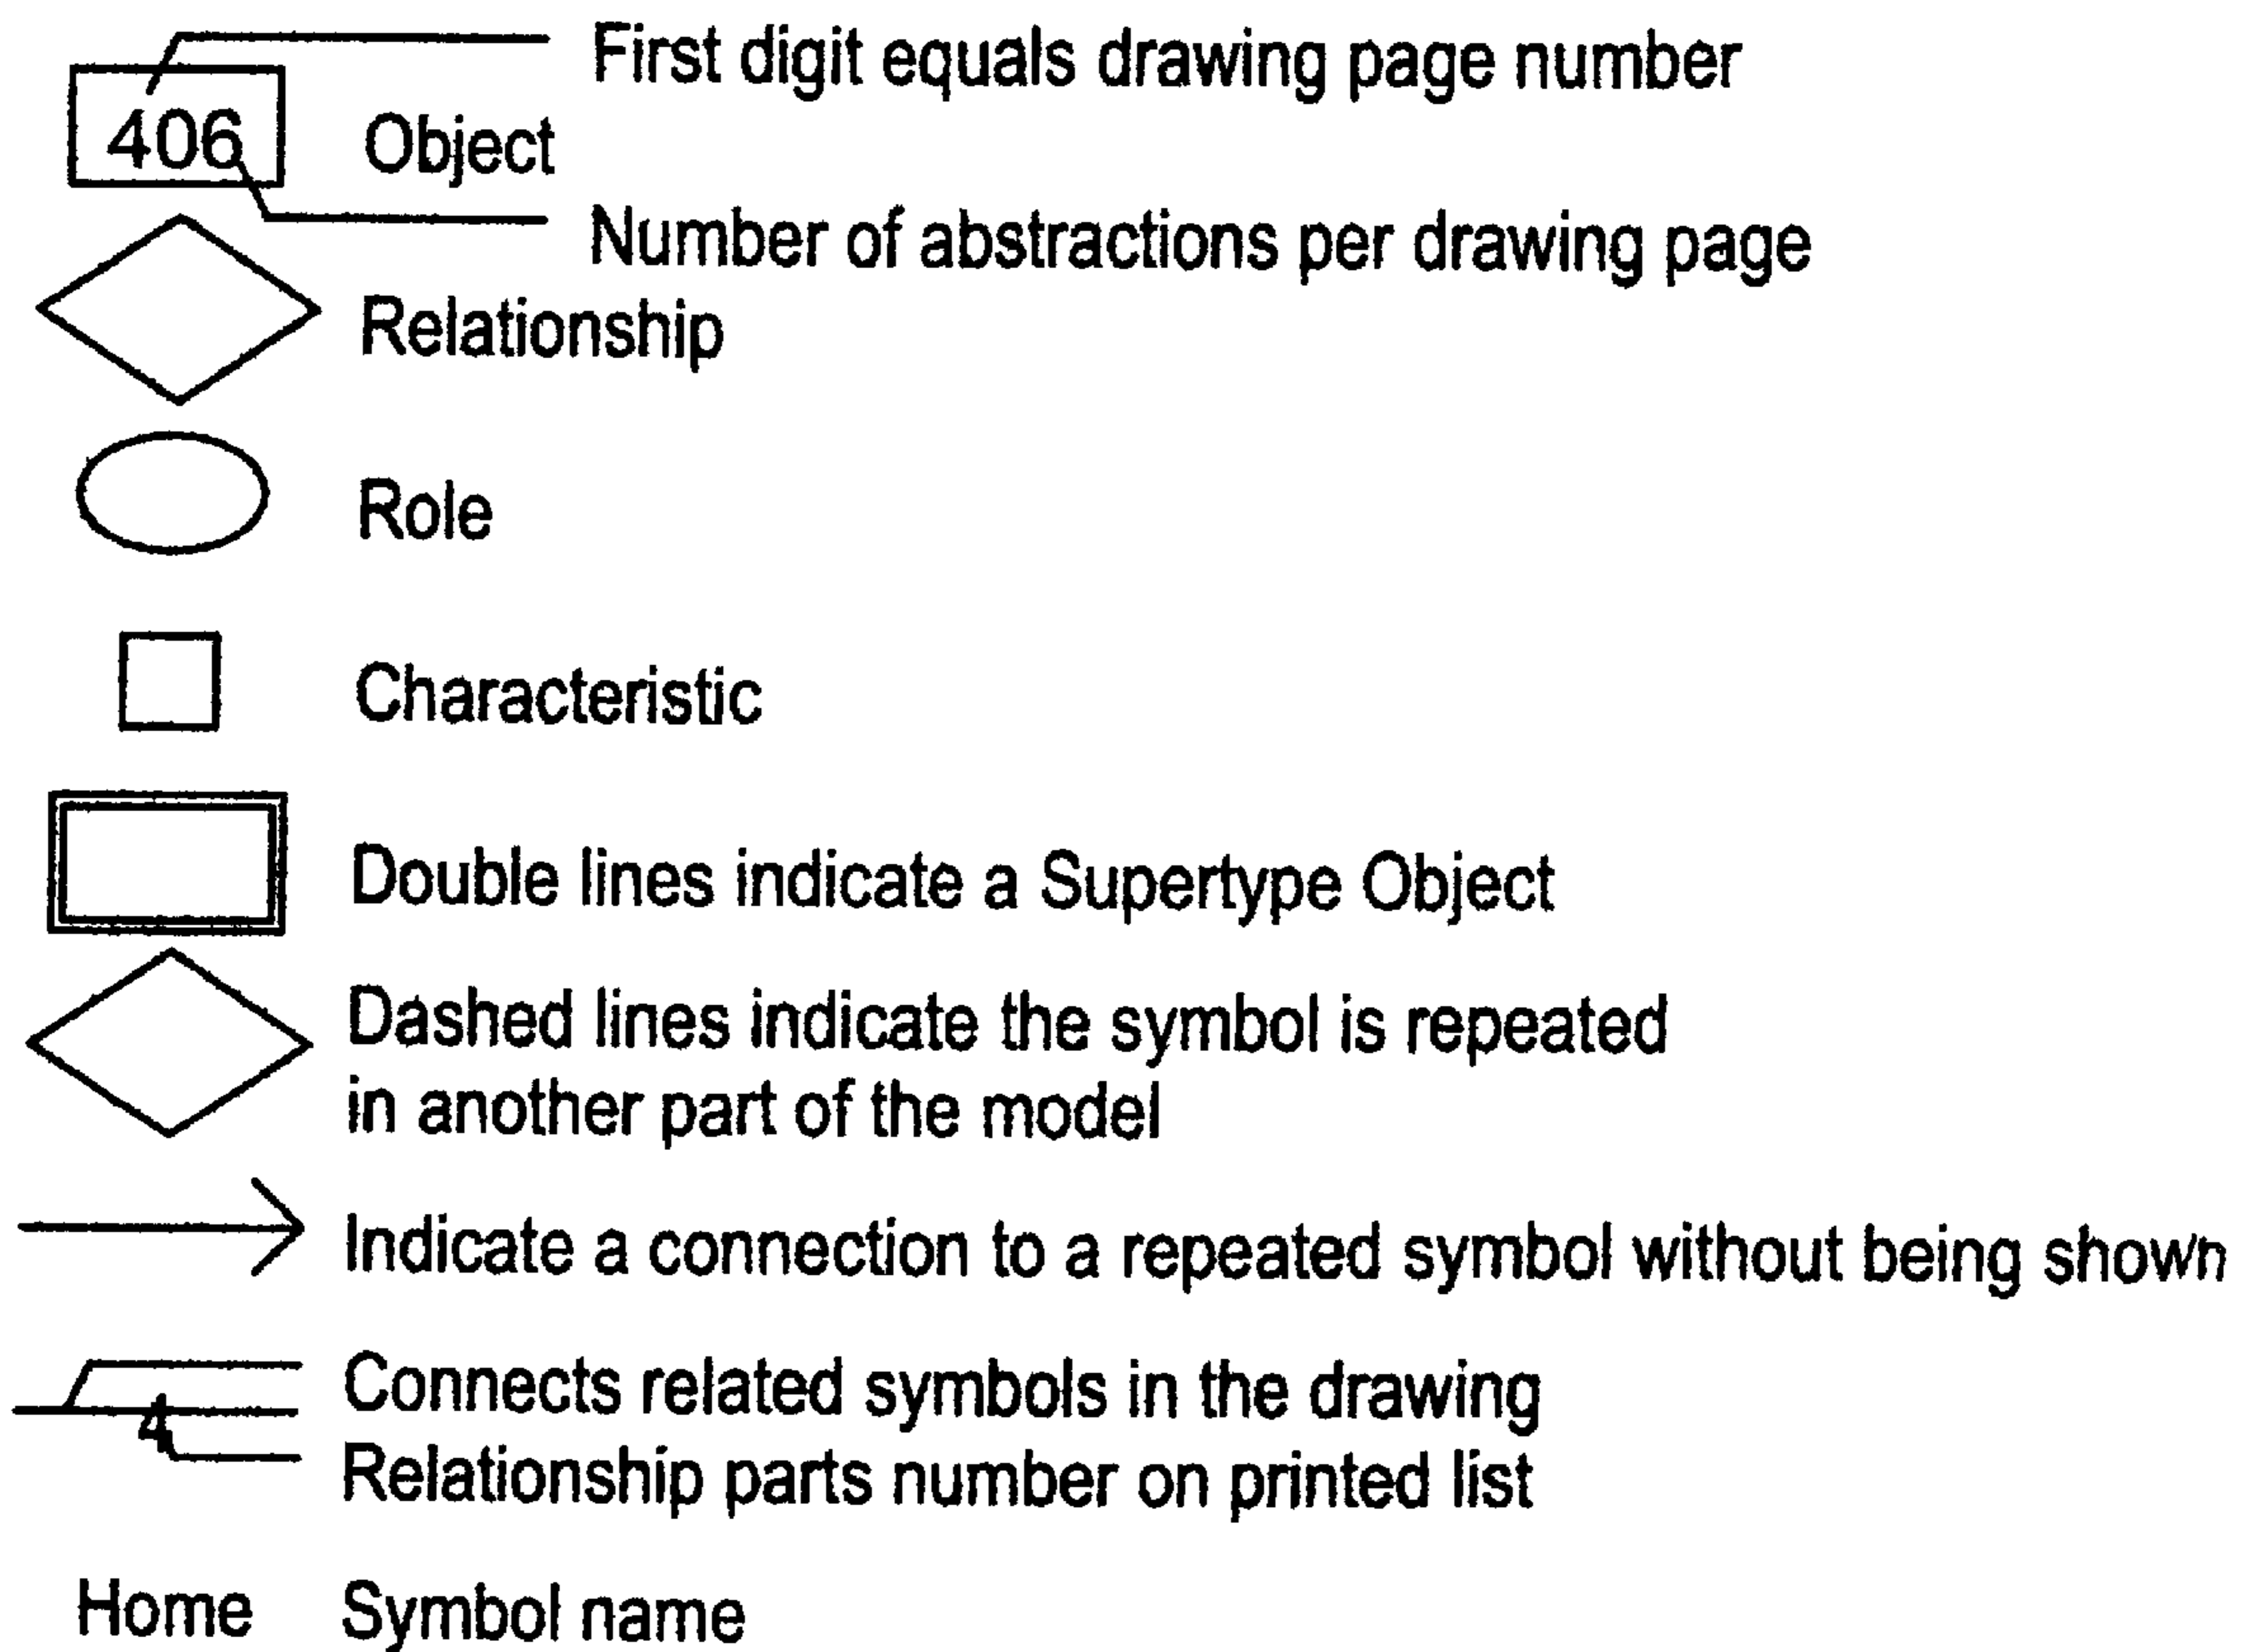 First digit equals drawing page number
406 Object
Number of abstractions per drawing page
Relationship
Role
Characteristic
Double lines indicate a Supertype Object
Dashed lines indicate the symbol is repeated
in another part of the model
Indicate a connection to a repeated symbol without being shown
Connects related symbols in the drawing
4
Relationship parts number on printed list
Home Symbol name